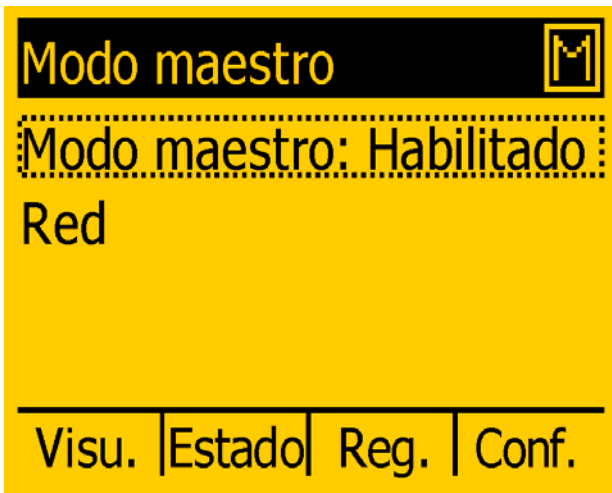 Modo maestro M
Modo maestro: Habilitado
Red
Visu. Estado Reg. Conf.